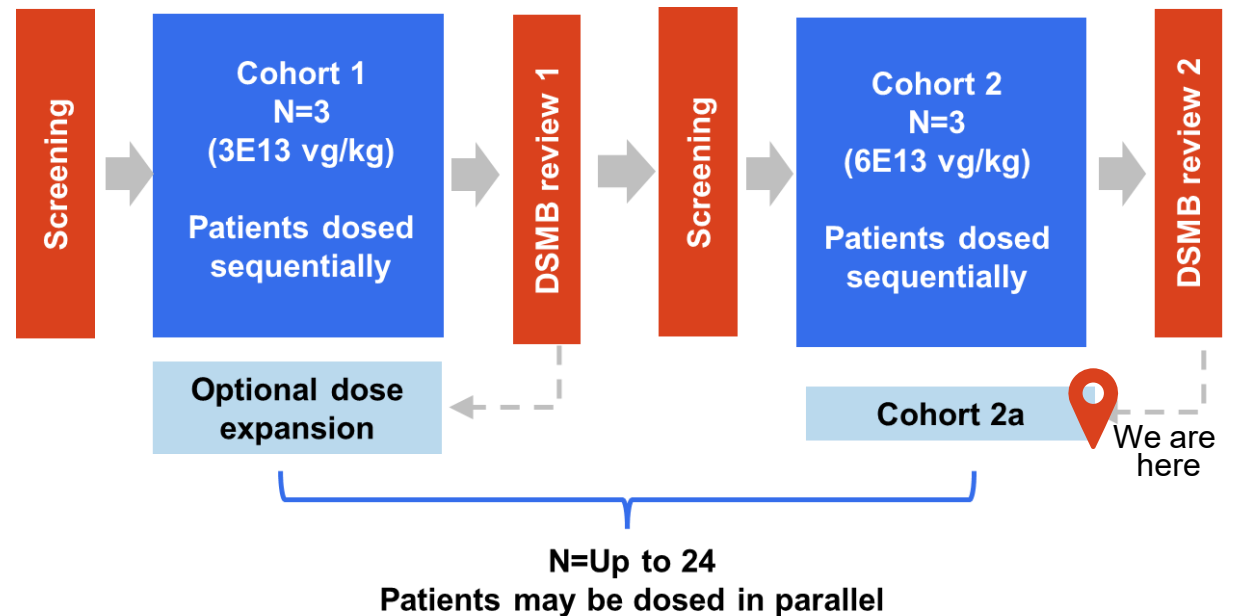 Screening
Cohort 1
N=3
(3E13 vg/kg)
Patients dosed
sequentially
DSMB review 1
Screening
Cohort 2
N=3
(6E13 vg/kg)
Patients dosed
sequentially
DSMB review 2
Optional dose
expansion
Cohort 2a
We are
here
N=Up to 24
Patients may be dosed in parallel